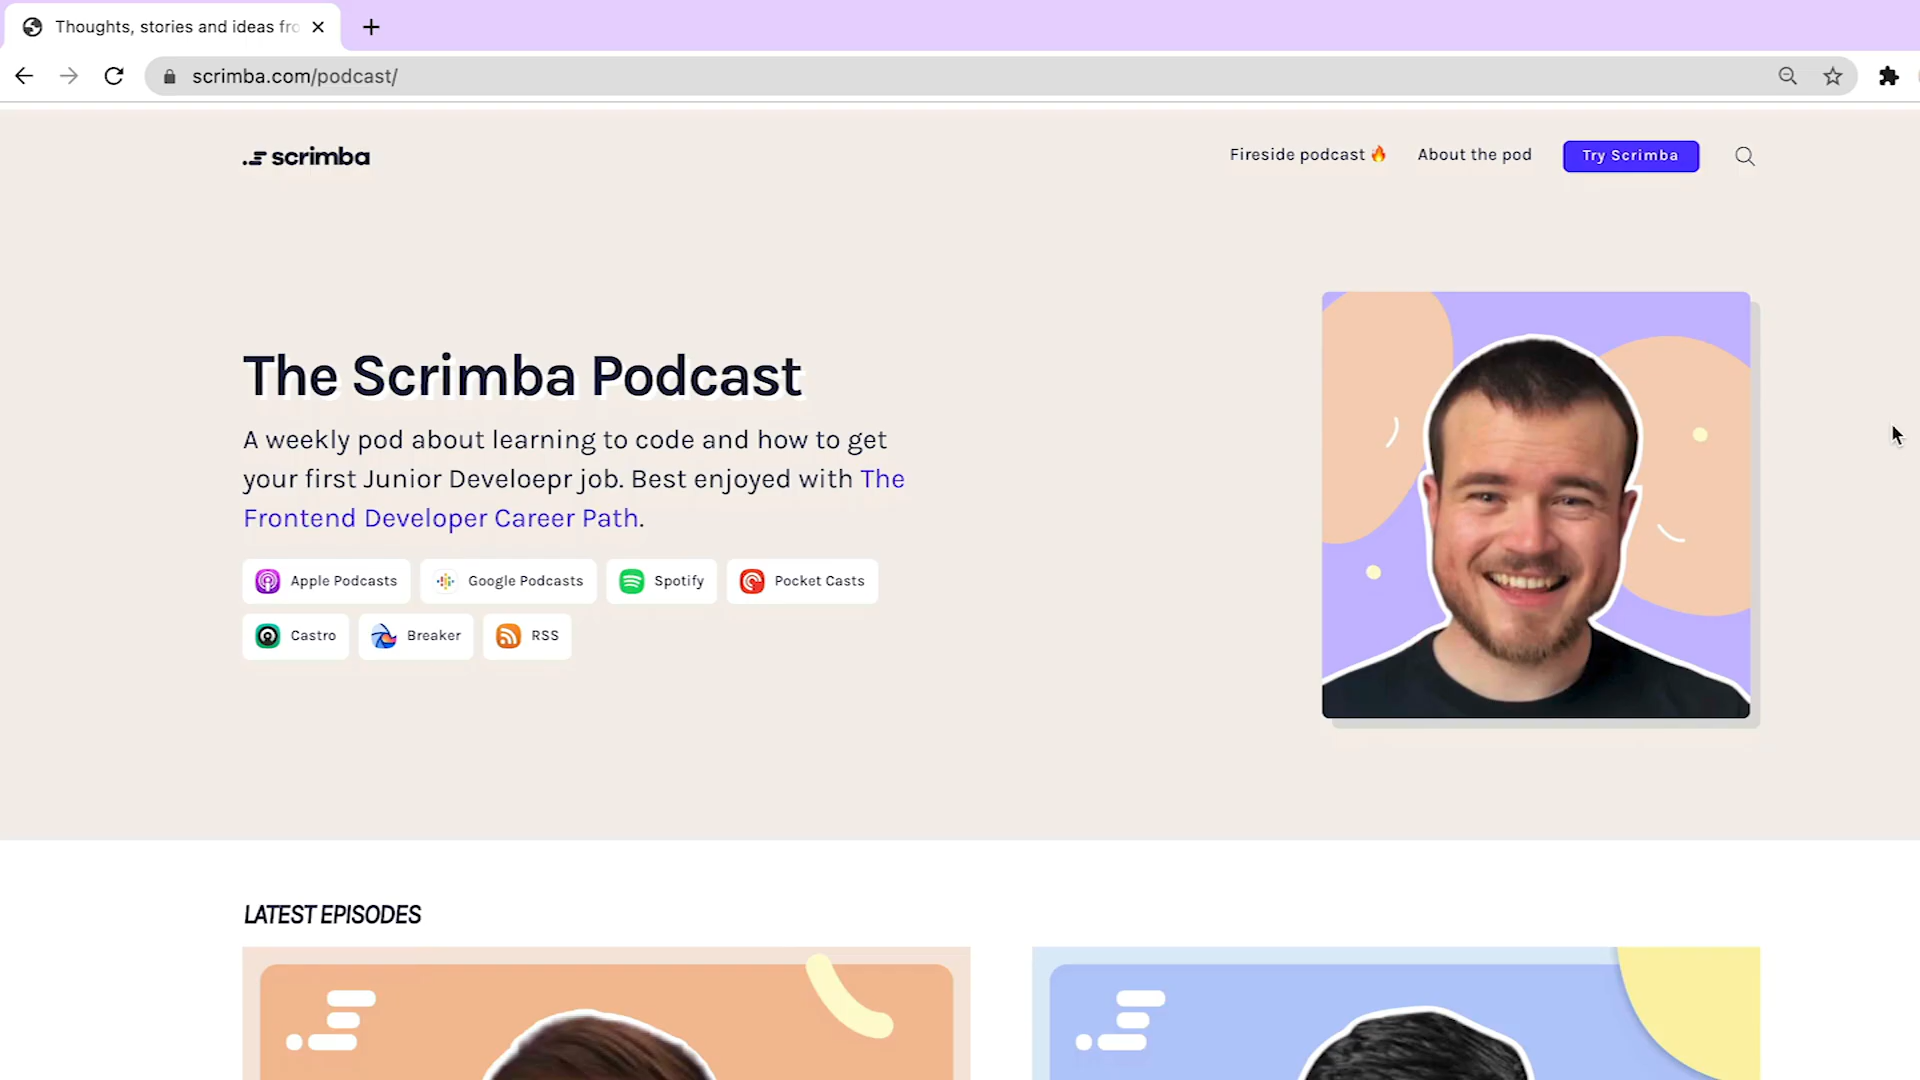 Thoughts, stories and ideas fro
scrimba.com/podcast/
scrimba
Fireside podcast 🔥
About the pod
Try Scrimba
The Scrimba Podcast
A weekly pod about learning to code and how to get
your first Junior Develoepr job. Best enjoyed with The
Frontend Developer Career Path.
Apple Podcasts
Google Podcasts
Spotify
Pocket Casts
Castro
Breaker
RSS
LATEST EPISODES